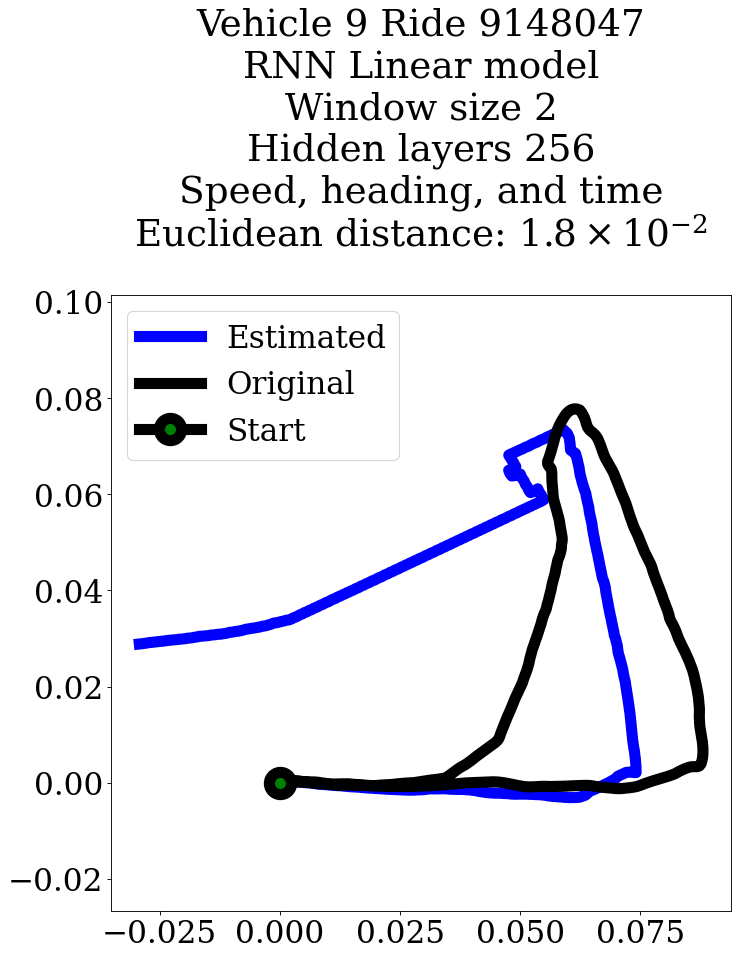 Vehicle 9 Ride 9148047
RNN Linear model
Window size 2
Hidden layers 256
Speed, heading, and time
Euclidean distance: 1.8 × 10⁻²
Estimated
Original
Start
0.10
0.08
0.06
0.04
0.02
0.00
−0.02
−0.025 0.000 0.025 0.050 0.075